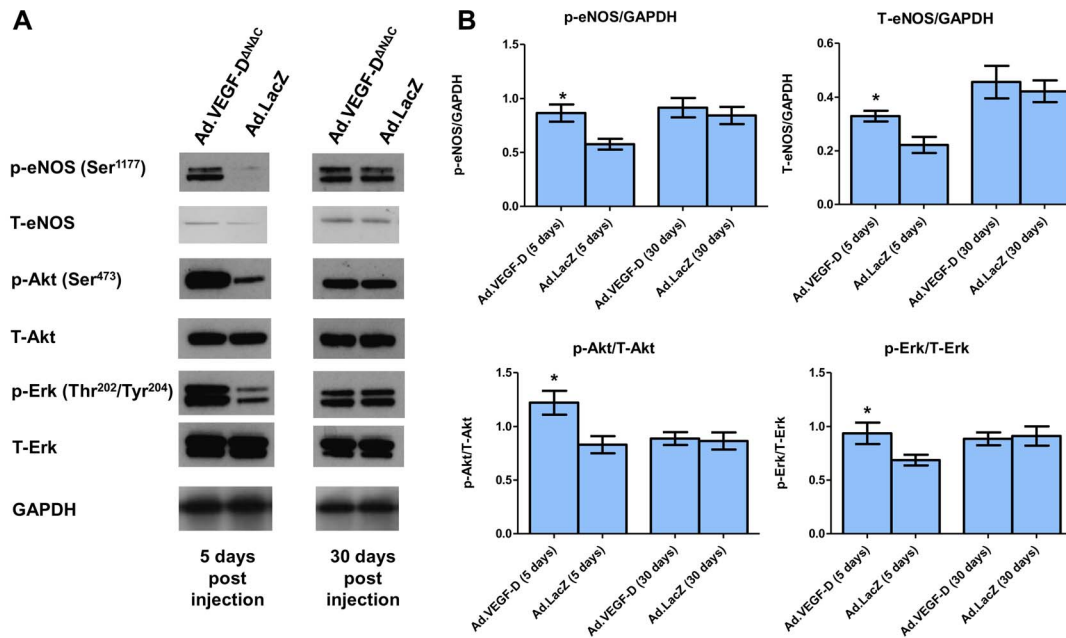 A
Ad.VEGF-DΔNΔC
Ad.LacZ
Ad.VEGF-DΔNΔC
Ad.LacZ
p-eNOS (Ser1177)
T-eNOS
p-Akt (Ser473)
T-Akt
p-Erk (Thr202/Tyr204)
T-Erk
GAPDH
5 days
post
injection
30 days
post
injection
B
p-eNOS/GAPDH
p-eNOS/GAPDH
1.5
1.0
0.5
0.0
*
Ad.VEGF-D (5 days)
Ad.LacZ (5 days)
Ad.VEGF-D (30 days)
Ad.LacZ (30 days)
T-eNOS/GAPDH
T-eNOS/GAPDH
0.6
0.4
0.2
0.0
*
Ad.VEGF-D (5 days)
Ad.LacZ (5 days)
Ad.VEGF-D (30 days)
Ad.LacZ (30 days)
p-Akt/T-Akt
p-Akt/T-Akt
1.5
1.0
0.5
0.0
*
Ad.VEGF-D (5 days)
Ad.LacZ (5 days)
Ad.VEGF-D (30 days)
Ad.LacZ (30 days)
p-Erk/T-Erk
p-Erk/T-Erk
1.5
1.0
0.5
0.0
*
Ad.VEGF-D (5 days)
Ad.LacZ (5 days)
Ad.VEGF-D (30 days)
Ad.LacZ (30 days)